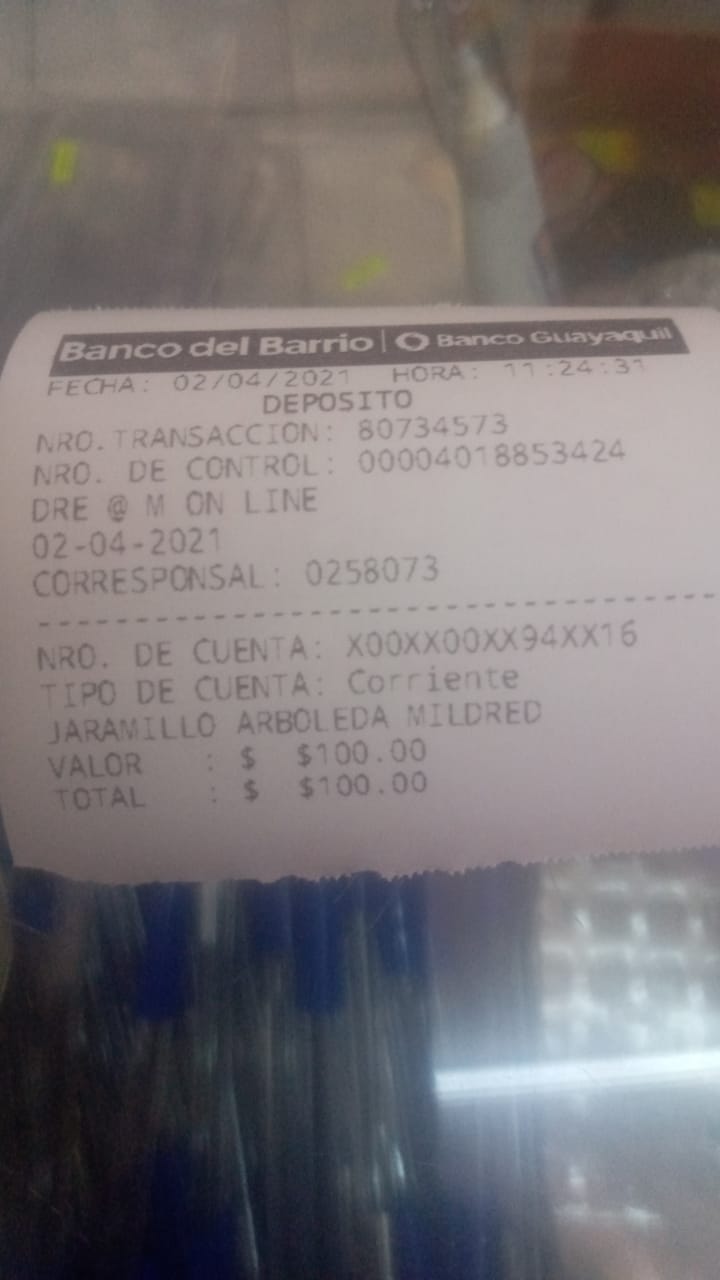 Banco del Barrio | Banco Guayaquil
FECHA: 02/04/2021 HORA: 11:24:31
DEPOSITO
NRO.TRANSACCION: 80734573
NRO. DE CONTROL: 00004018853424
DRE @ M ON LINE
02-04-2021
CORRESPONSAL: 0258073
NRO. DE CUENTA: X00XX00XX94XX16
TIPO DE CUENTA: Corriente
JARAMILLO ARBOLEDA MILDRED
VALOR : $ $100.00
TOTAL : $ $100.00